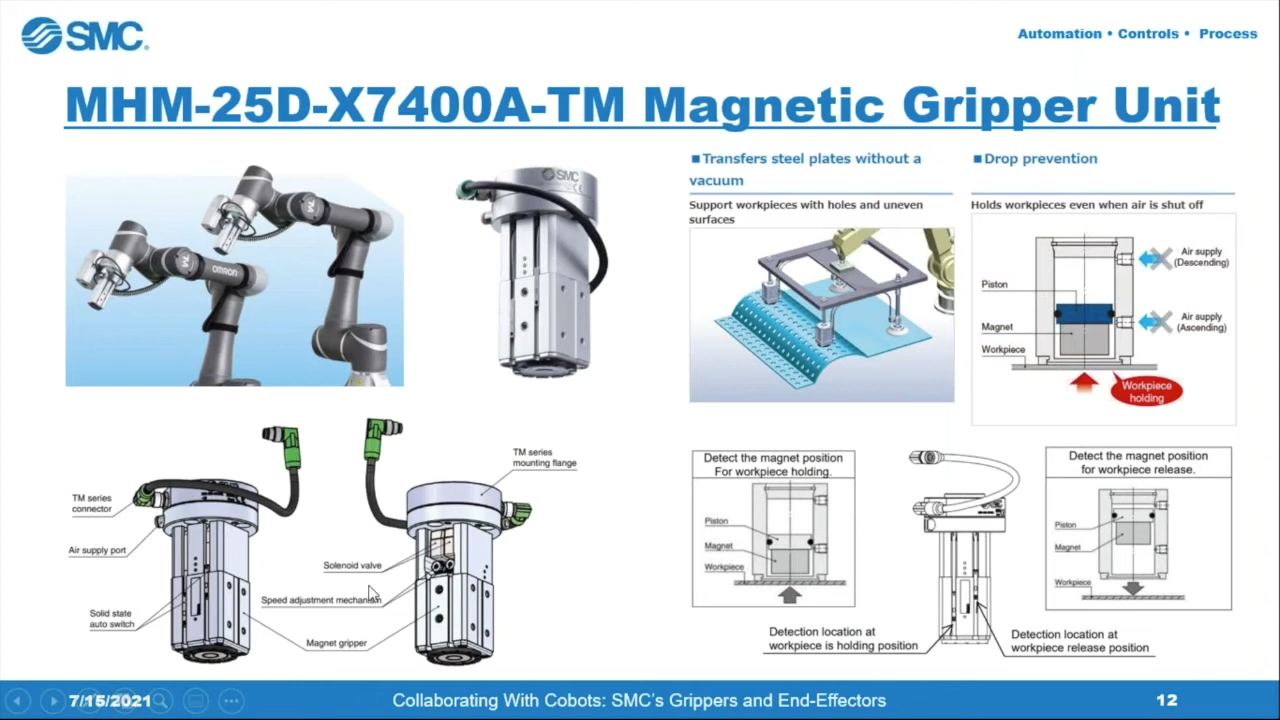 SMC
Automation • Controls • Process
MHM-25D-X7400A-TM Magnetic Gripper Unit
TM
TM
OMRON
SMC
■Transfers steel plates without a
vacuum
Support workpieces with holes and uneven
surfaces
■Drop prevention
Holds workpieces even when air is shut off
Air supply
(Descending)
Piston
Air supply
(Ascending)
Magnet
Workpiece
Workpiece
holding
TM series
connector
Air supply port
Solid state
auto switch
TM series
mounting flange
Solenoid valve
Speed adjustment mechanism
Magnet gripper
Detect the magnet position
For workpiece holding.
Piston
Magnet
Workpiece
Detection location at
workpiece is holding position
Detect the magnet position
for workpiece release.
Piston
Magnet
Workpiece
Detection location at
workpiece release position
7/15/2021
Collaborating With Cobots: SMC's Grippers and End-Effectors
12